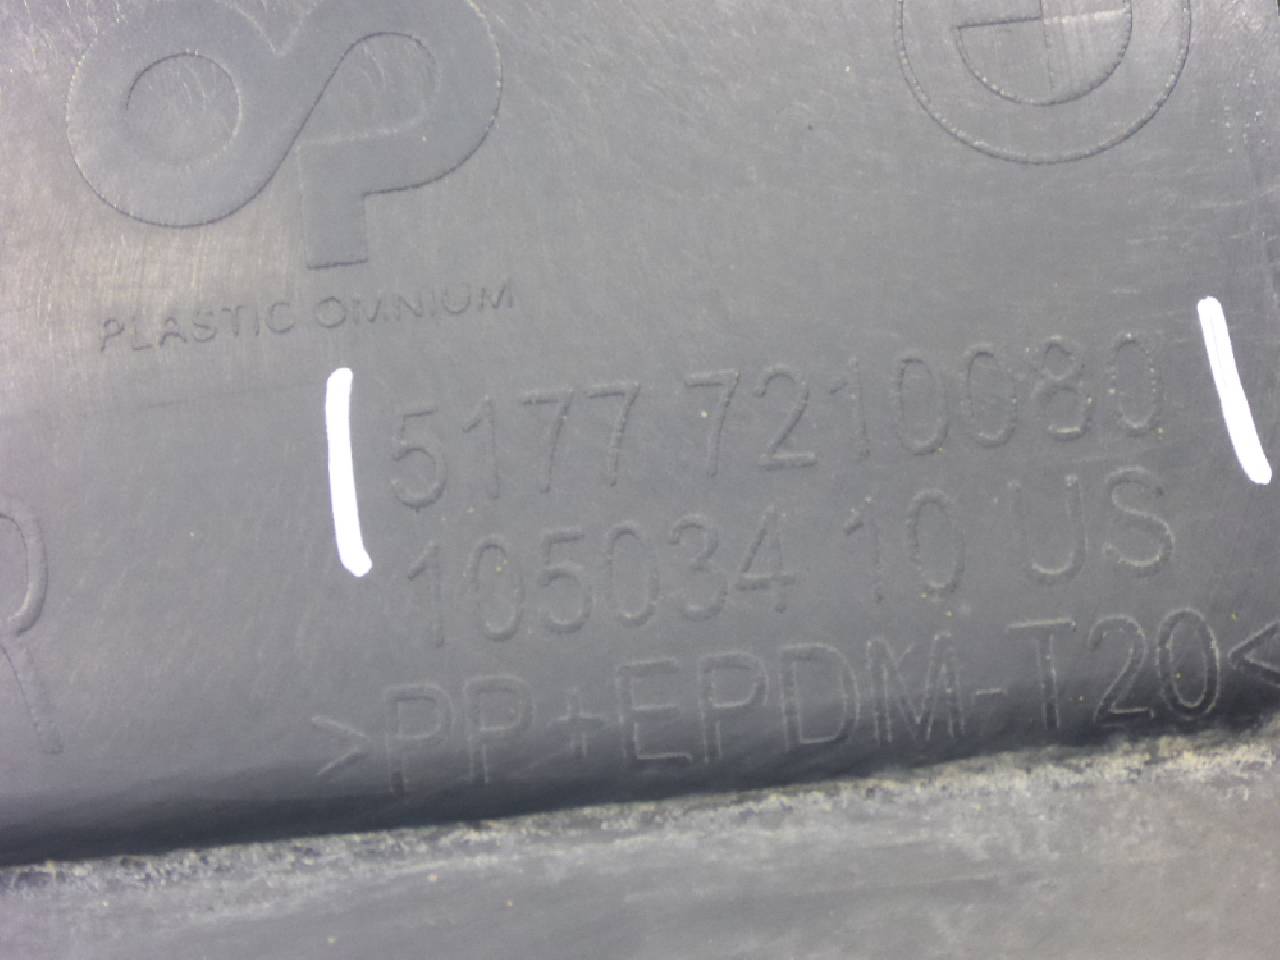 PLASTIC OMNIUM
5177 7210080
105034 10 US
>PP+EPDM-T20<